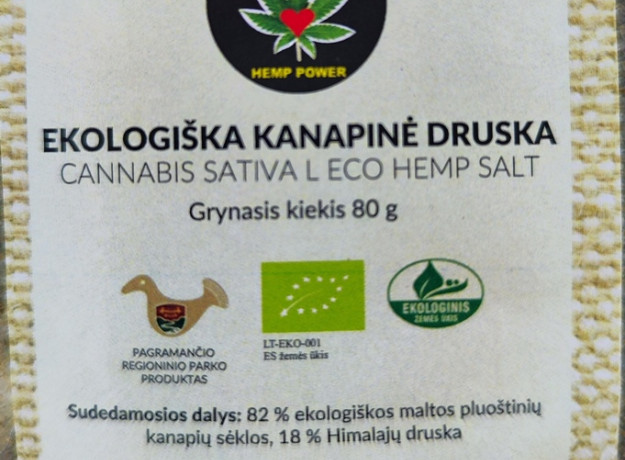 HEMP POWER
EKOLOGIŠKA KANAPINĖ DRUSKA
CANNABIS SATIVA L ECO HEMP SALT
Grynasis kiekis 80 g
PAGRAMANČIO
REGIONINIO PARKO
PRODUKTAS
LT-EKO-001
ES žemės ūkis
EKOLOGINIS
ŽEMĖS ŪKIS
Sudedamosios dalys: 82 % ekologiškos maltos pluoštinių
kanapių sėklos, 18 % Himalajų druska